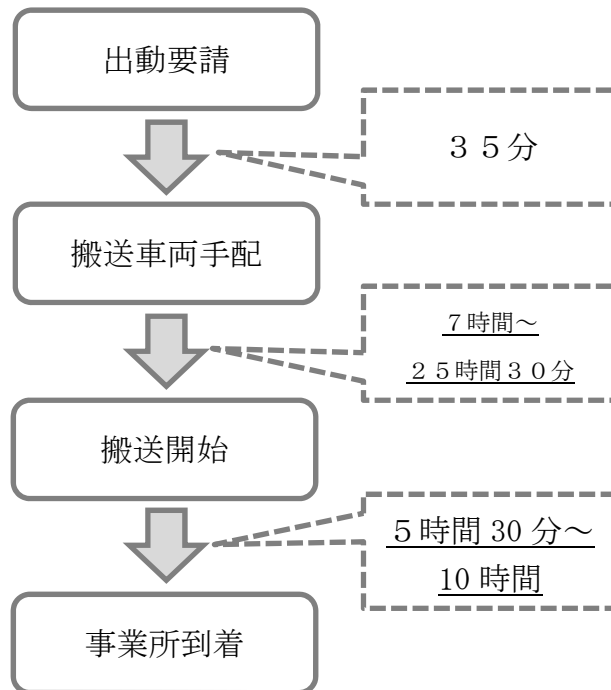 出動要請
３５分
搬送車両手配
７時間～
２５時間３０分
搬送開始
５時間 30 分～
10 時間
事業所到着